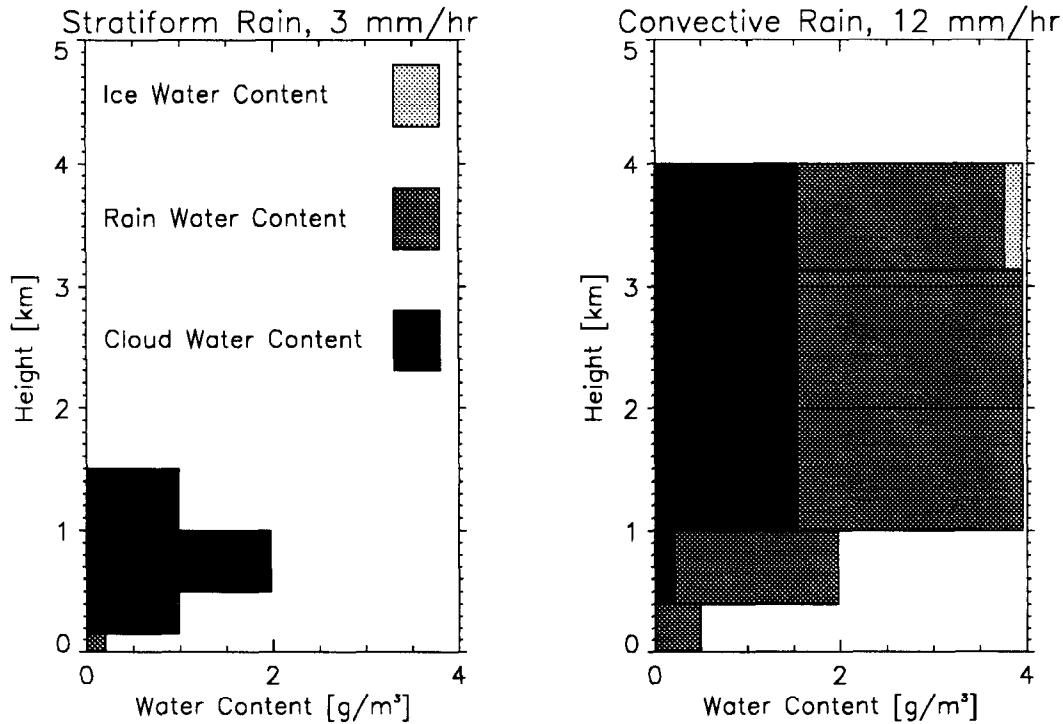 Stratiform Rain, 3 mm/hr
5
4
3
2
1
0
Height [km]
Ice Water Content
Rain Water Content
Cloud Water Content
0
2
4
Water Content [g/m³]
Convective Rain, 12 mm/hr
5
4
3
2
1
0
Height [km]
0
2
4
Water Content [g/m³]